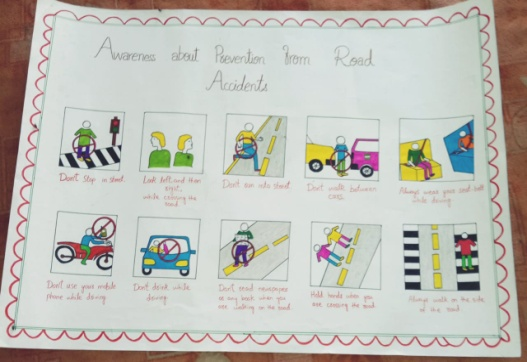 Awareness about Prevention from Road
Accidents
Don't Stop in street.
Look left and then
right,
while crossing the
road
Don't run into street.
Don't walk between
cars.
Always wear your seat-belt
while driving.
Don't use your mobile
phone while driving.
Don't drink while
driving
Don't read newspaper
or any book when you
are walking on the road.
Hold hands when you
are crossing the road
Always walk on the side
of the road.